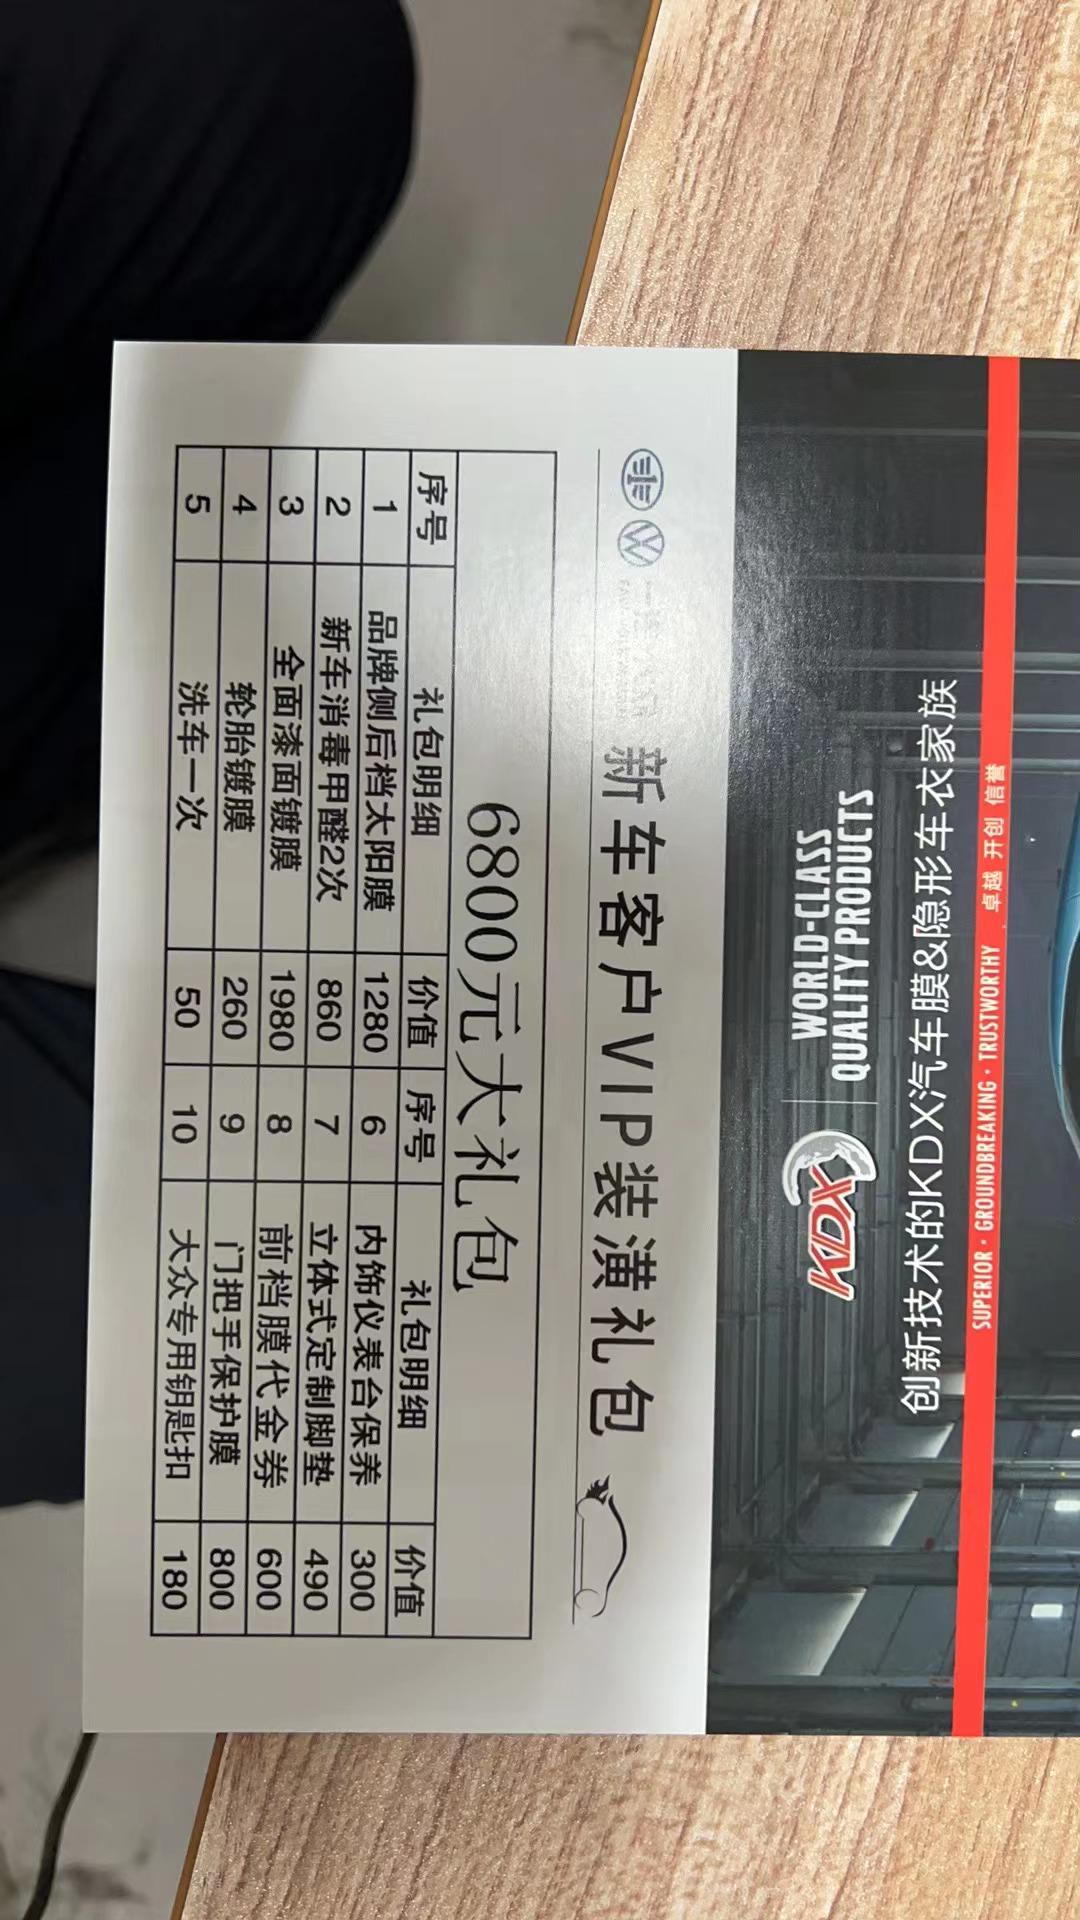 一汽-大众 新车客户VIP装潢礼包
6800元大礼包
序号 礼包明细 价值 序号 礼包明细 价值
1 品牌侧后档太阳膜 1280 6 内饰仪表台保养 300
2 新车消毒甲醛2次 860 7 立体式定制脚垫 490
3 全面漆面镀膜 1980 8 前档膜代金券 600
4 轮胎镀膜 260 9 门把手保护膜 800
5 洗车一次 50 10 大众专用钥匙扣 180
SUPERIOR · GROUNDBREAKING · TRUSTWORTHY . 卓越 开创 信誉
创新技术的KDX汽车膜&隐形车衣家族
KDX
WORLD-CLASS
QUALITY PRODUCTS